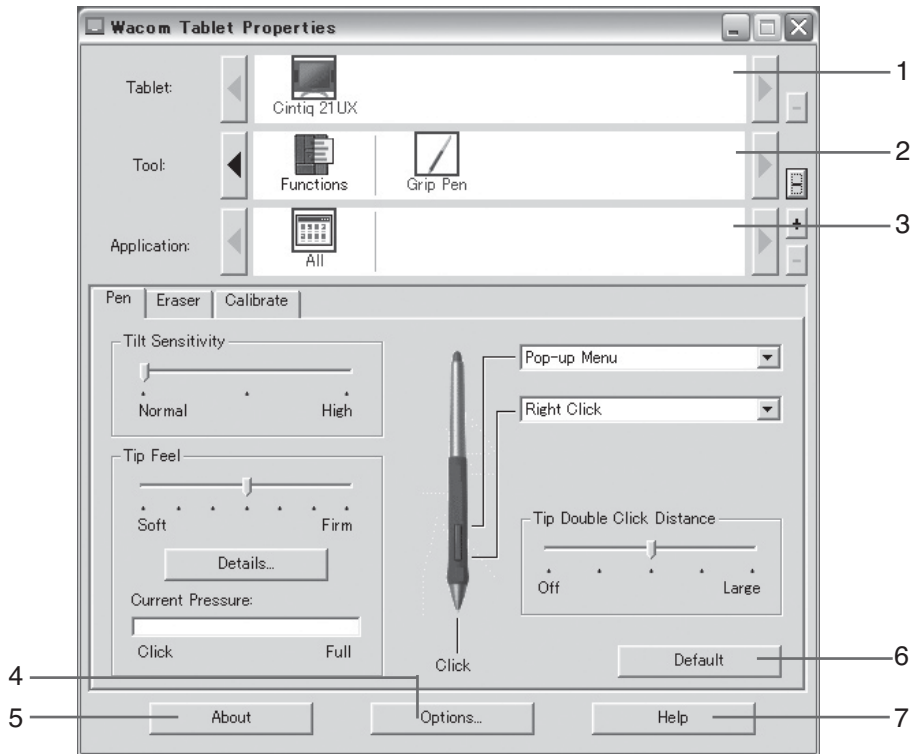 Wacom Tablet Properties
Tablet:
Cintiq 21UX
1
Tool:
Functions
Grip Pen
2
Application:
All
+
3
Pen
Eraser
Calibrate
Tilt Sensitivity
Normal
High
Pop-up Menu
Right Click
Tip Feel
Soft
Firm
Details...
Current Pressure:
Click
Full
Click
Tip Double Click Distance
Off
Large
Default
6
4
5
About
Options...
Help
7